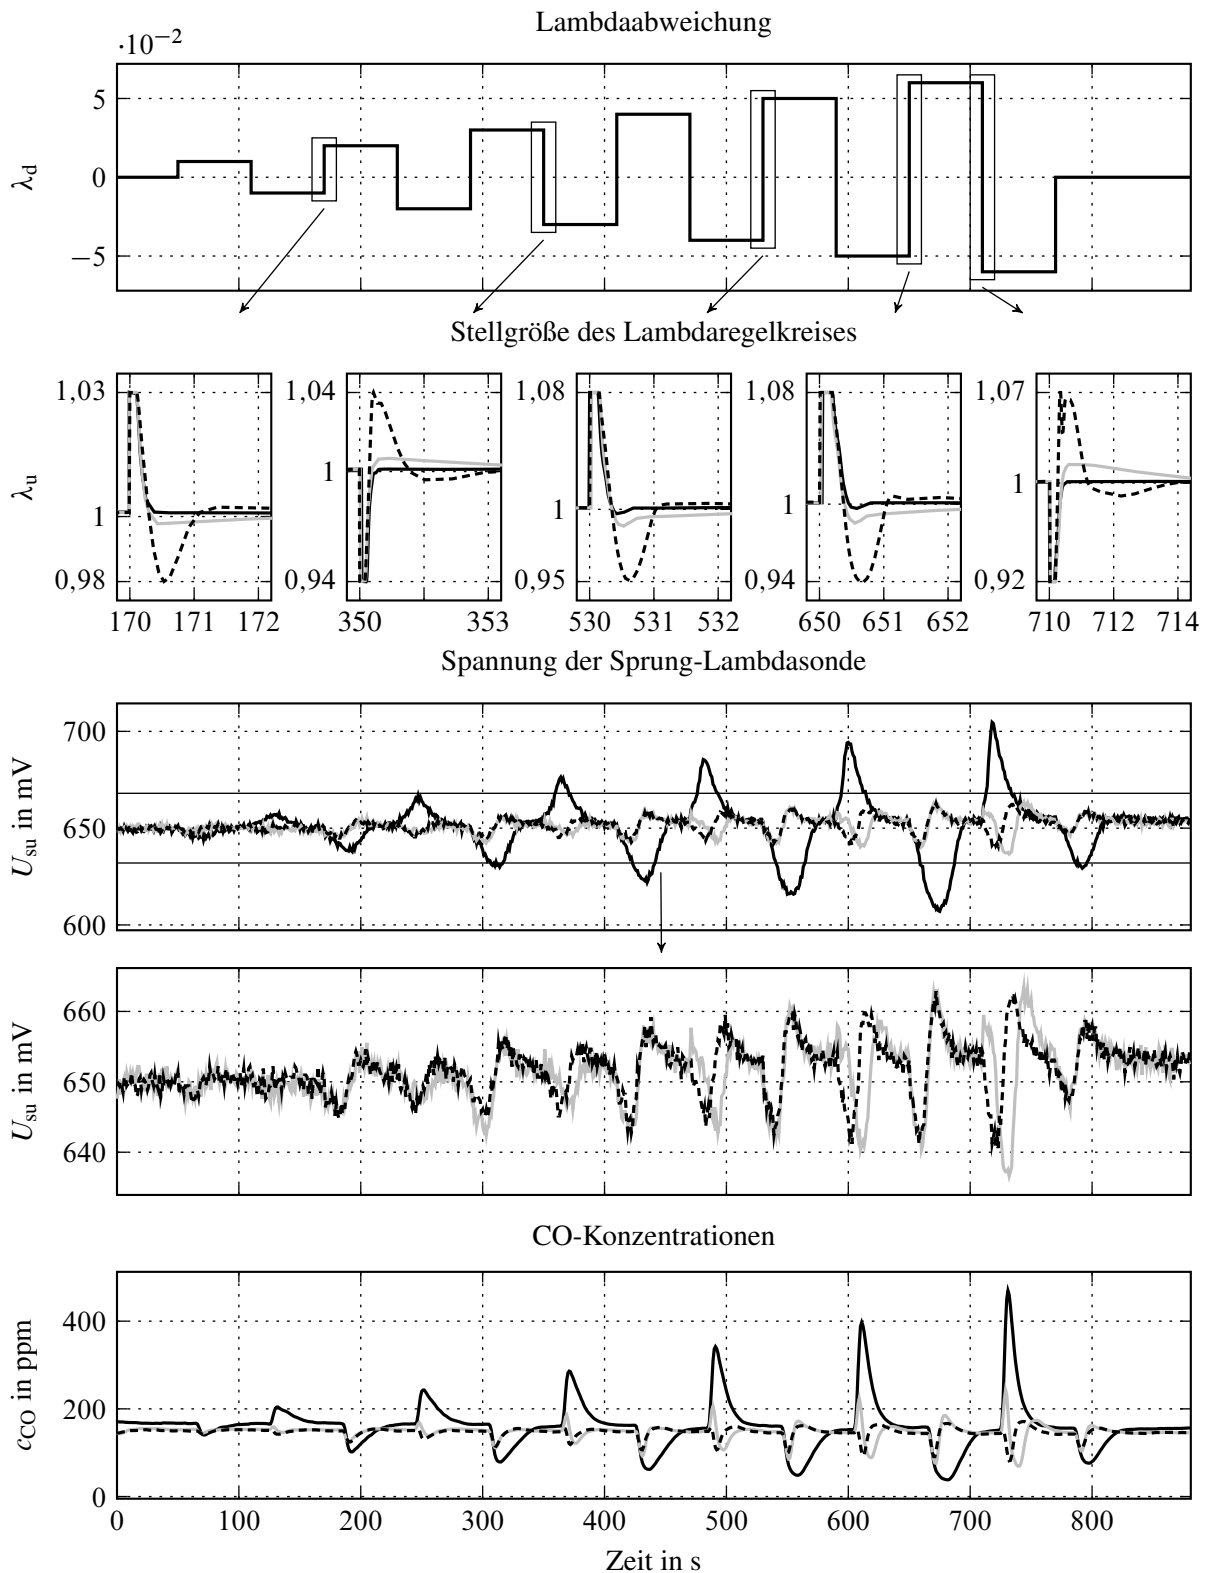 Lambdaabweichung
·10−2
5
0
−5
λd
Stellgröße des Lambdaregelkreises
λu
1,03
1
0,98
170 171 172
1,04
1
0,94
350 353
1,08
1
0,95
530 531 532
1,08
1
0,94
650 651 652
1,07
1
0,92
710 712 714
Spannung der Sprung-Lambdasonde
700
650
600
Usu in mV
660
650
640
Usu in mV
CO-Konzentrationen
400
200
0
cCO in ppm
0 100 200 300 400 500 600 700 800
Zeit in s